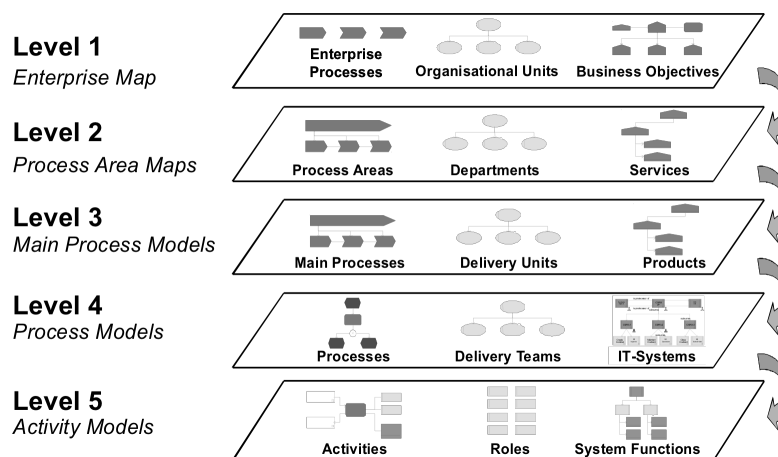 Level 1
Enterprise Map
Enterprise
Processes
Organisational Units
Business Objectives
Level 2
Process Area Maps
Process Areas
Departments
Services
Level 3
Main Process Models
Main Processes
Delivery Units
Products
Level 4
Process Models
Processes
Delivery Teams
IT-Systems
Level 5
Activity Models
Activities
Roles
System Functions